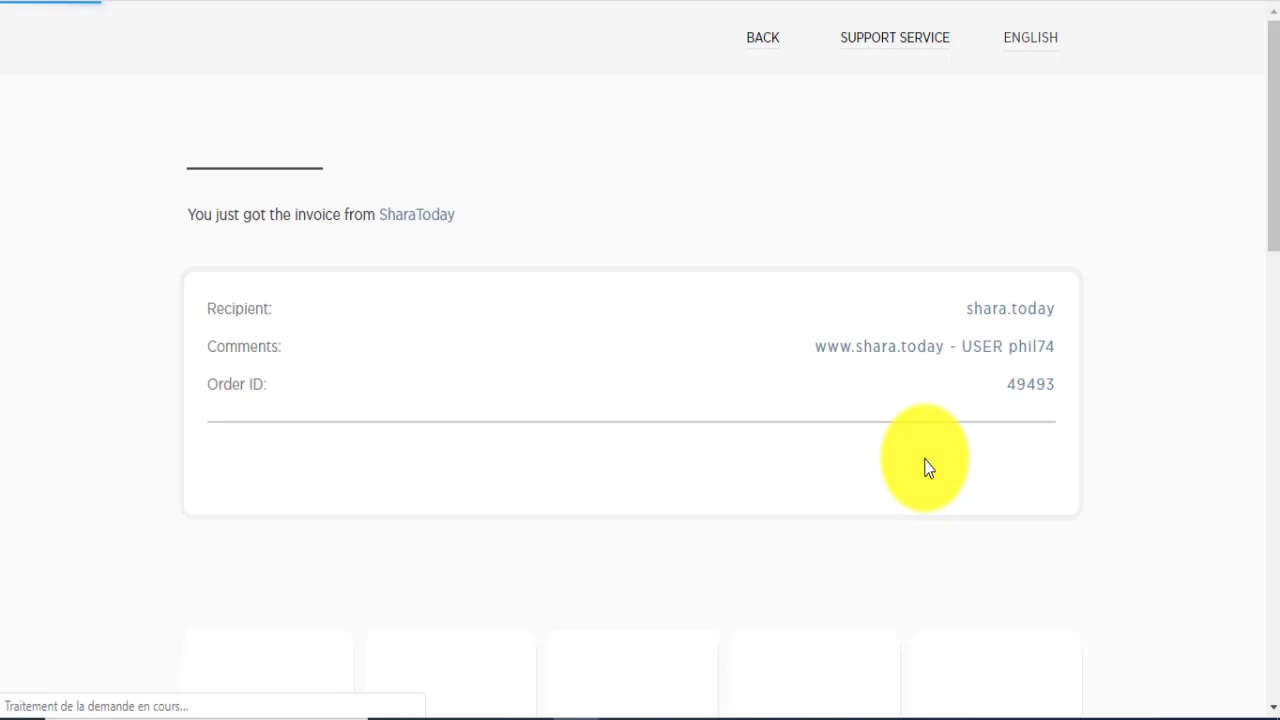 BACK SUPPORT SERVICE ENGLISH
You just got the invoice from SharaToday
Recipient: shara.today
Comments: www.shara.today - USER phil74
Order ID: 49493
Traitement de la demande en cours...